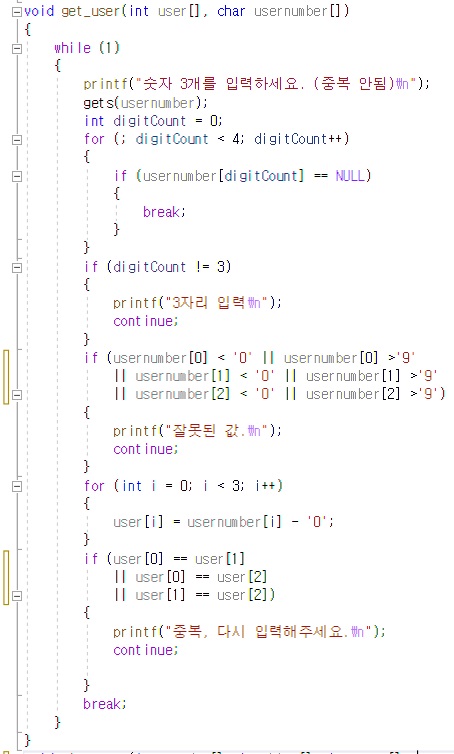 void get_user(int user[], char usernumber[])
{
while (1)
{
printf("숫자 3개를 입력하세요. (중복 안됨)₩n");
gets(usernumber);
int digitCount = 0;
for (; digitCount < 4; digitCount++)
{
if (usernumber[digitCount] == NULL)
{
break;
}
}
if (digitCount != 3)
{
printf("3자리 입력₩n");
continue;
}
if (usernumber[0] < '0' || usernumber[0] >'9'
|| usernumber[1] < '0' || usernumber[1] >'9'
|| usernumber[2] < '0' || usernumber[2] >'9')
{
printf("잘못된 값.₩n");
continue;
}
for (int i = 0; i < 3; i++)
{
user[i] = usernumber[i] - '0';
}
if (user[0] == user[1]
|| user[0] == user[2]
|| user[1] == user[2])
{
printf("중복, 다시 입력해주세요.₩n");
continue;
}
break;
}
}